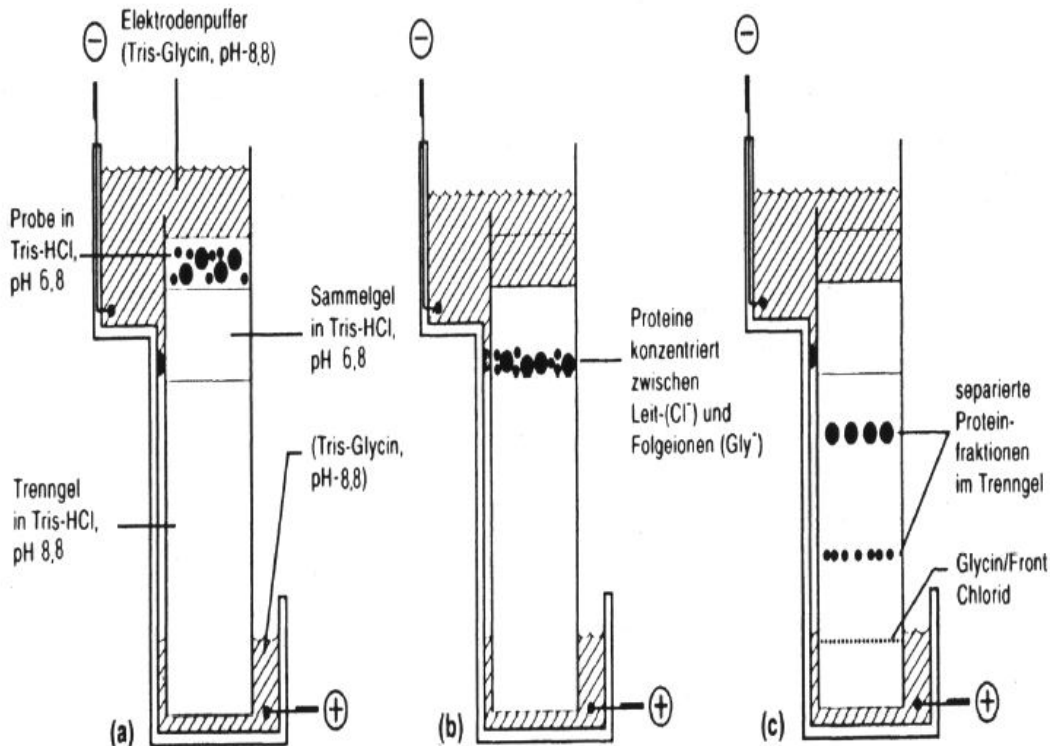 Elektrodenpuffer
(Tris-Glycin, pH-8,8)
Probe in
Tris-HCl,
pH 6,8
Sammelgel
in Tris-HCl,
pH 6,8
(Tris-Glycin,
pH-8,8)
Trenngel
in Tris-HCl,
pH 8,8
(a)
Proteine
konzentriert
zwischen
Leit-(Cl⁻) und
Folgeionen (Gly⁻)
(b)
separierte
Protein-
fraktionen
im Trenngel
Glycin/Front
Chlorid
(c)